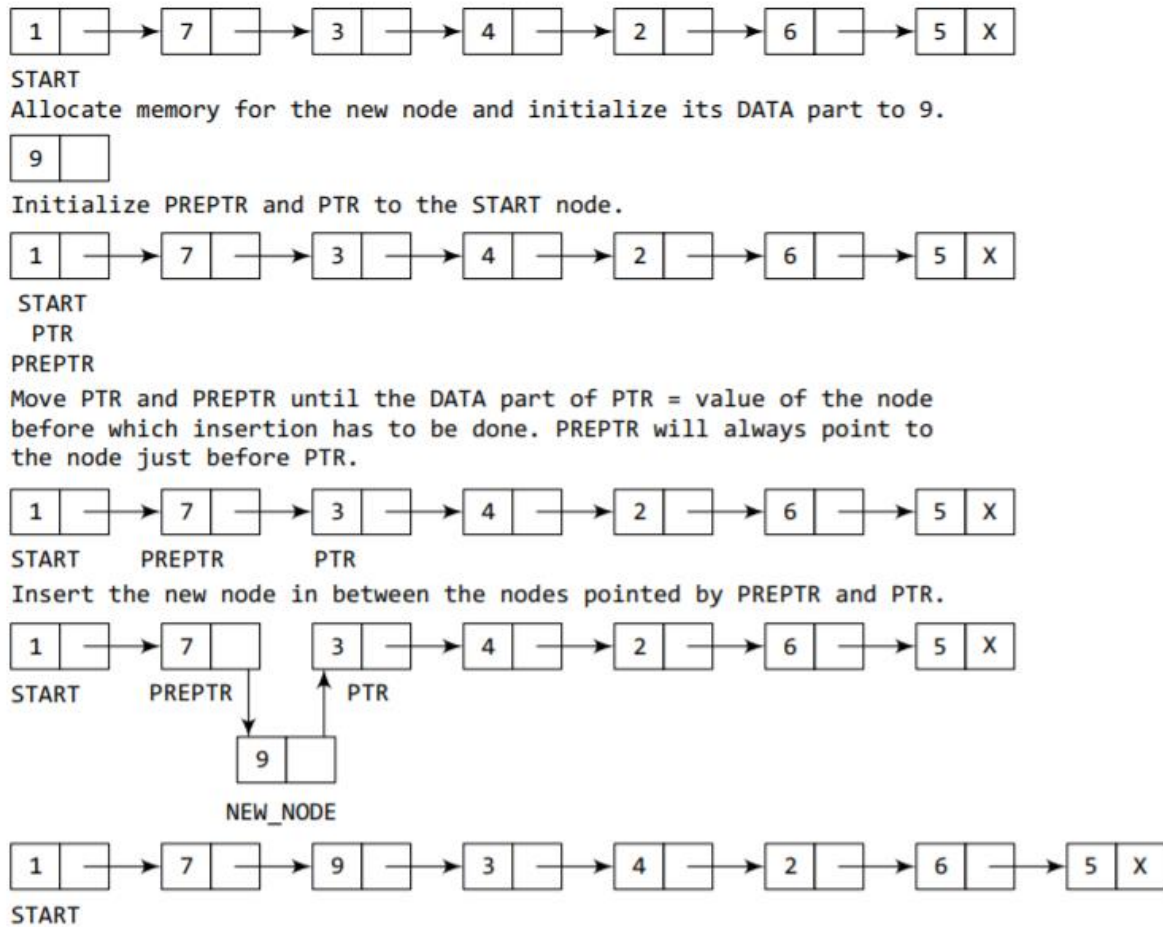 1 7 3 4 2 6 5 X
START
Allocate memory for the new node and initialize its DATA part to 9.
9
Initialize PREPTR and PTR to the START node.
1 7 3 4 2 6 5 X
START
PTR
PREPTR
Move PTR and PREPTR until the DATA part of PTR = value of the node
before which insertion has to be done. PREPTR will always point to
the node just before PTR.
1 7 3 4 2 6 5 X
START PREPTR PTR
Insert the new node in between the nodes pointed by PREPTR and PTR.
1 7 3 4 2 6 5 X
START PREPTR PTR
9
NEW_NODE
1 7 9 3 4 2 6 5 X
START